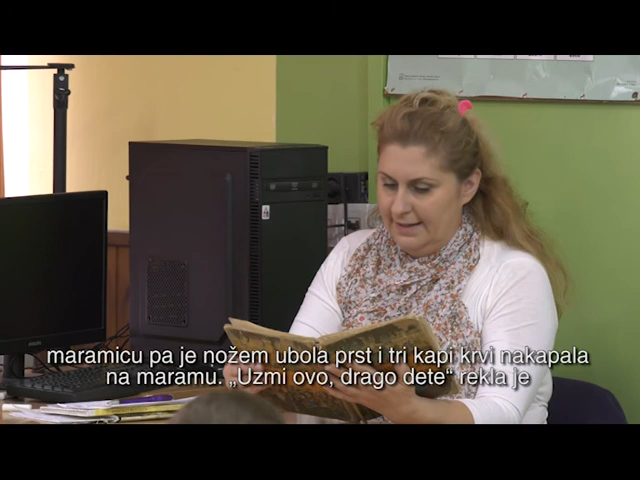 maramicu pa je nožem ubola prst i tri kapi krvi nakapala
na maramu. „Uzmi ovo, drago dete“ rekla je